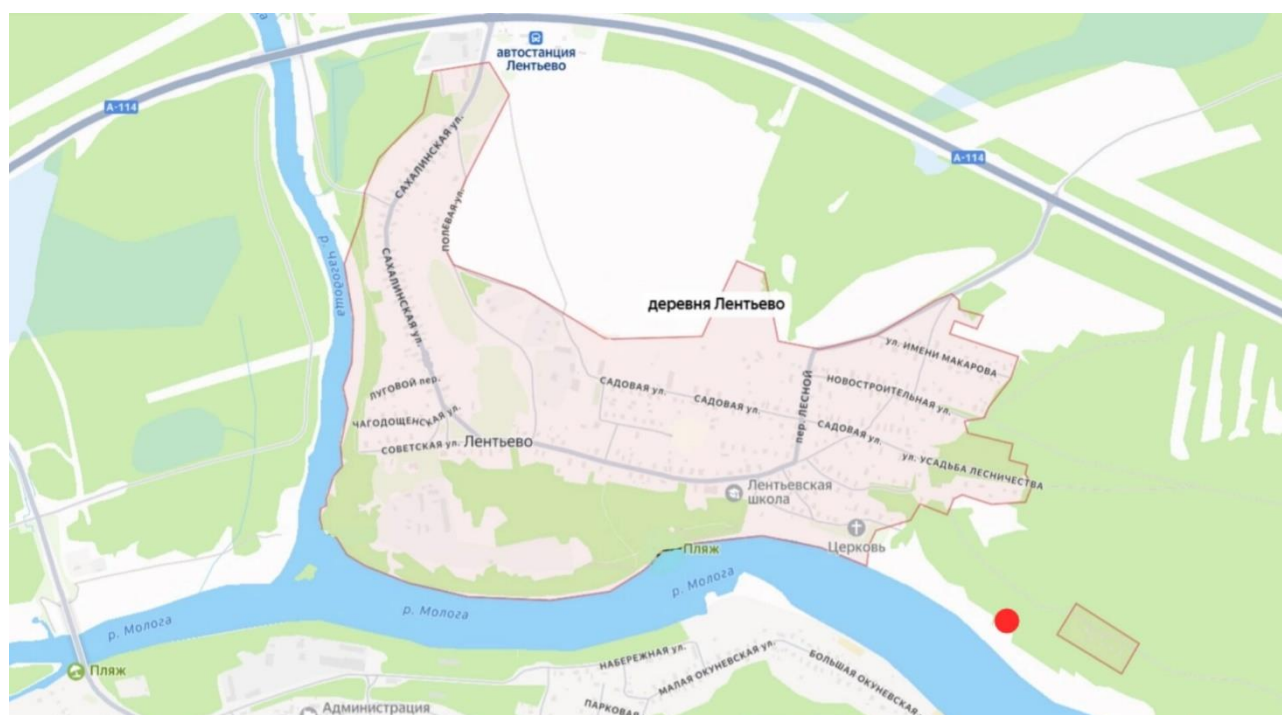 автостанция
Лентьево
А-114
САХАЛИНСКАЯ ул.
А-114
ПОЛЕВАЯ ул.
р. Чагодоща
САХАЛИНСКАЯ ул.
деревня Лентьево
ул. ИМЕНИ МАКАРОВА
ЛУГОВОЙ пер.
САДОВАЯ ул.
НОВОСТРОИТЕЛЬНАЯ ул.
САДОВАЯ ул.
ЧАГОДОЩЕНСКАЯ ул.
пер. ЛЕСНОЙ
САДОВАЯ ул.
СОВЕТСКАЯ ул.
Лентьево
ул. УСАДЬБА ЛЕСНИЧЕСТВА
Лентьевская
школа
Церковь
Пляж
р. Молога
р. Молога
р. Молога
НАБЕРЕЖНАЯ ул.
Пляж
МАЛАЯ ОКУНЕВСКАЯ ул.
БОЛЬШАЯ ОКУНЕВСКАЯ
ПАРКОВАЯ
Администрация